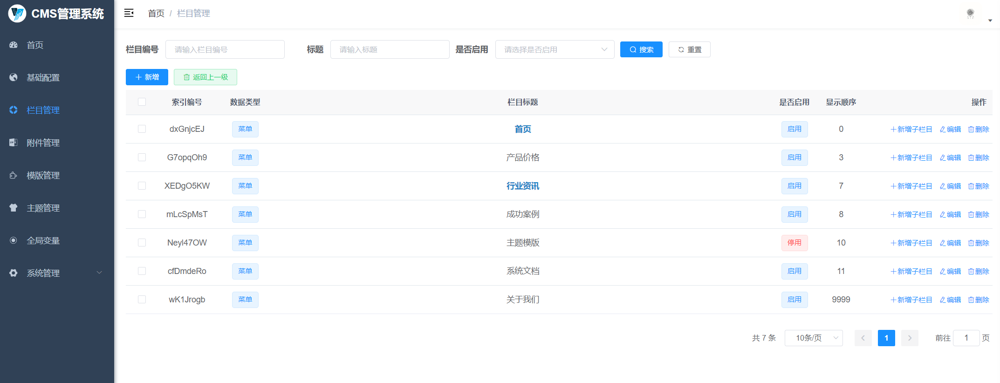 CMS管理系统
首页 / 栏目管理
首页
基础配置
栏目管理
附件管理
模版管理
主题管理
全局变量
系统管理
栏目编号 请输入栏目编号 标题 请输入标题 是否启用 请选择是否启用 搜索 重置
新增 返回上一级
索引编号 数据类型 栏目标题 是否启用 显示顺序 操作
dxGnjcEJ 菜单 首页 启用 0 新增子栏目 编辑 删除
G7opqOh9 菜单 产品价格 启用 3 新增子栏目 编辑 删除
XEDgO5KW 菜单 行业资讯 启用 7 新增子栏目 编辑 删除
mLcSpMsT 菜单 成功案例 启用 8 新增子栏目 编辑 删除
Neyl47OW 菜单 主题模版 停用 10 新增子栏目 编辑 删除
cfDmdeRo 菜单 系统文档 启用 11 新增子栏目 编辑 删除
wK1Jrogb 菜单 关于我们 启用 9999 新增子栏目 编辑 删除
共 7 条 10条/页 1 前往 1 页